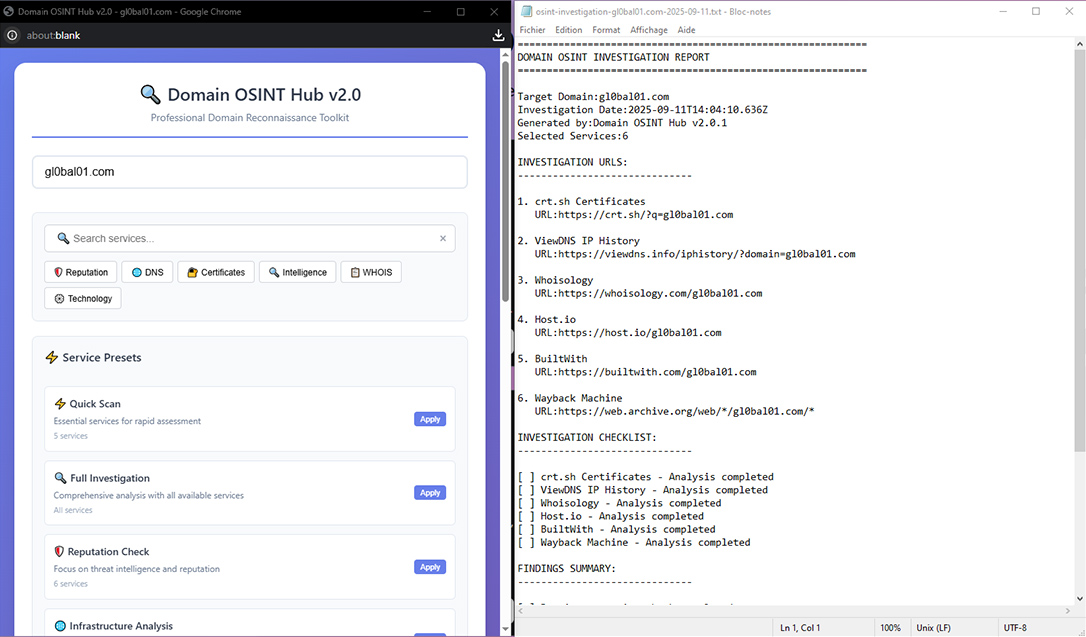 Domain OSINT Hub v2.0 - gl0bal01.com - Google Chrome
about:blank
Domain OSINT Hub v2.0
Professional Domain Reconnaissance Toolkit
gl0bal01.com
Search services...
Reputation
DNS
Certificates
Intelligence
WHOIS
Technology
Service Presets
Quick Scan
Essential services for rapid assessment
5 services
Apply
Full Investigation
Comprehensive analysis with all available services
All services
Apply
Reputation Check
Focus on threat intelligence and reputation
6 services
Apply
Infrastructure Analysis
osint-investigation-gl0bal01.com-2025-09-11.txt - Bloc-notes
Fichier Edition Format Affichage Aide
======================================================
DOMAIN OSINT INVESTIGATION REPORT
======================================================
Target Domain:gl0bal01.com
Investigation Date:2025-09-11T14:04:10.636Z
Generated by:Domain OSINT Hub v2.0.1
Selected Services:6
INVESTIGATION URLS:
---------------------------
1. crt.sh Certificates
URL:https://crt.sh/?q=gl0bal01.com
2. ViewDNS IP History
URL:https://viewdns.info/iphistory/?domain=gl0bal01.com
3. Whoisology
URL:https://whoisology.com/gl0bal01.com
4. Host.io
URL:https://host.io/gl0bal01.com
5. BuiltWith
URL:https://builtwith.com/gl0bal01.com
6. Wayback Machine
URL:https://web.archive.org/web/*/gl0bal01.com/*
INVESTIGATION CHECKLIST:
---------------------------
[ ] crt.sh Certificates - Analysis completed
[ ] ViewDNS IP History - Analysis completed
[ ] Whoisology - Analysis completed
[ ] Host.io - Analysis completed
[ ] BuiltWith - Analysis completed
[ ] Wayback Machine - Analysis completed
FINDINGS SUMMARY:
---------------------------
Ln 1, Col 1
100%
Unix (LF)
UTF-8